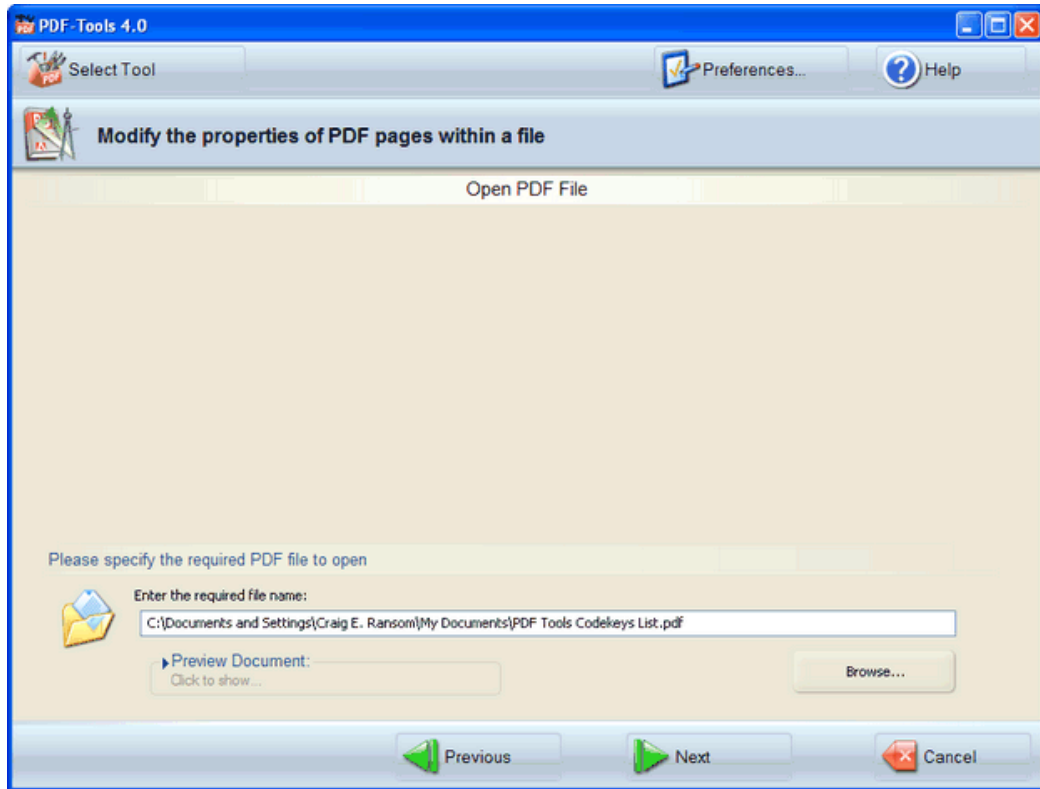 PDF-Tools 4.0
Select Tool
Preferences...
Help
Modify the properties of PDF pages within a file
Open PDF File
Please specify the required PDF file to open
Enter the required file name:
C:\Documents and Settings\Craig E. Ransom\My Documents\PDF Tools Codekeys List.pdf
Preview Document:
Click to show...
Browse...
Previous
Next
Cancel